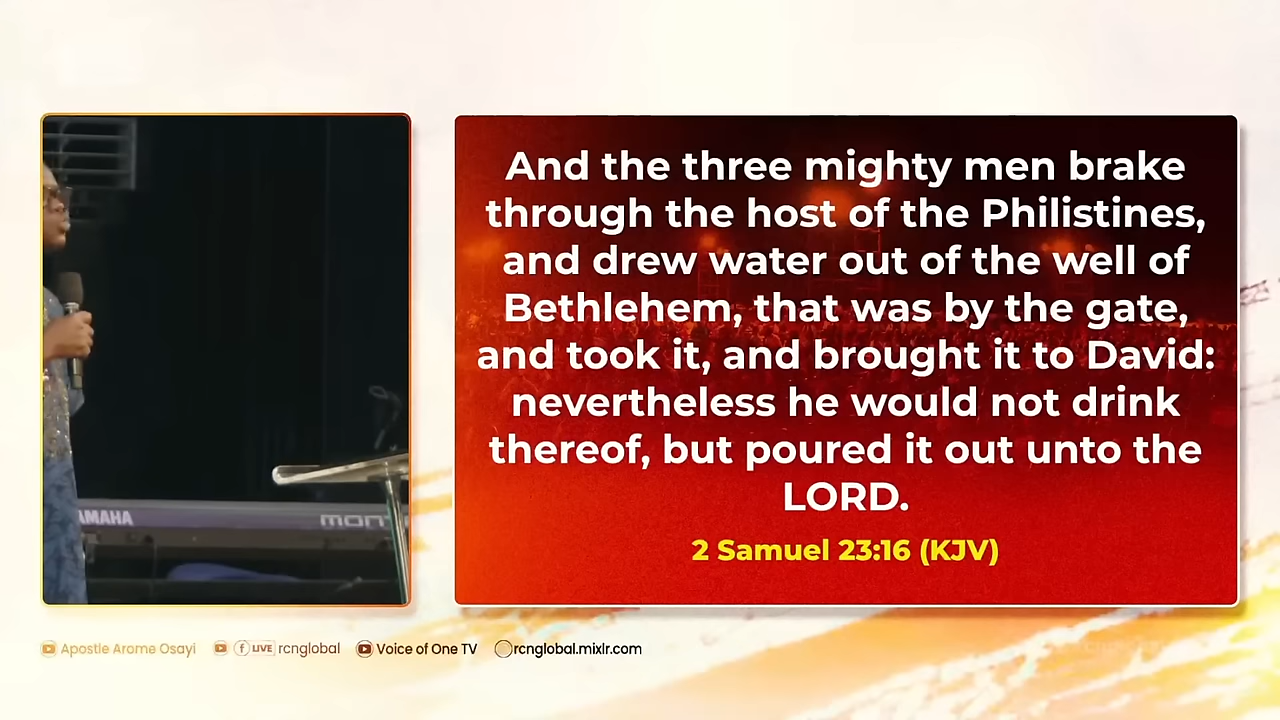 And the three mighty men brake
through the host of the Philistines,
and drew water out of the well of
Bethlehem, that was by the gate,
and took it, and brought it to David:
nevertheless he would not drink
thereof, but poured it out unto the
LORD.
2 Samuel 23:16 (KJV)
AMAHA MON
Apostle Arome Osayi LIVE rcnglobal Voice of One TV rcnglobal.mixlr.com